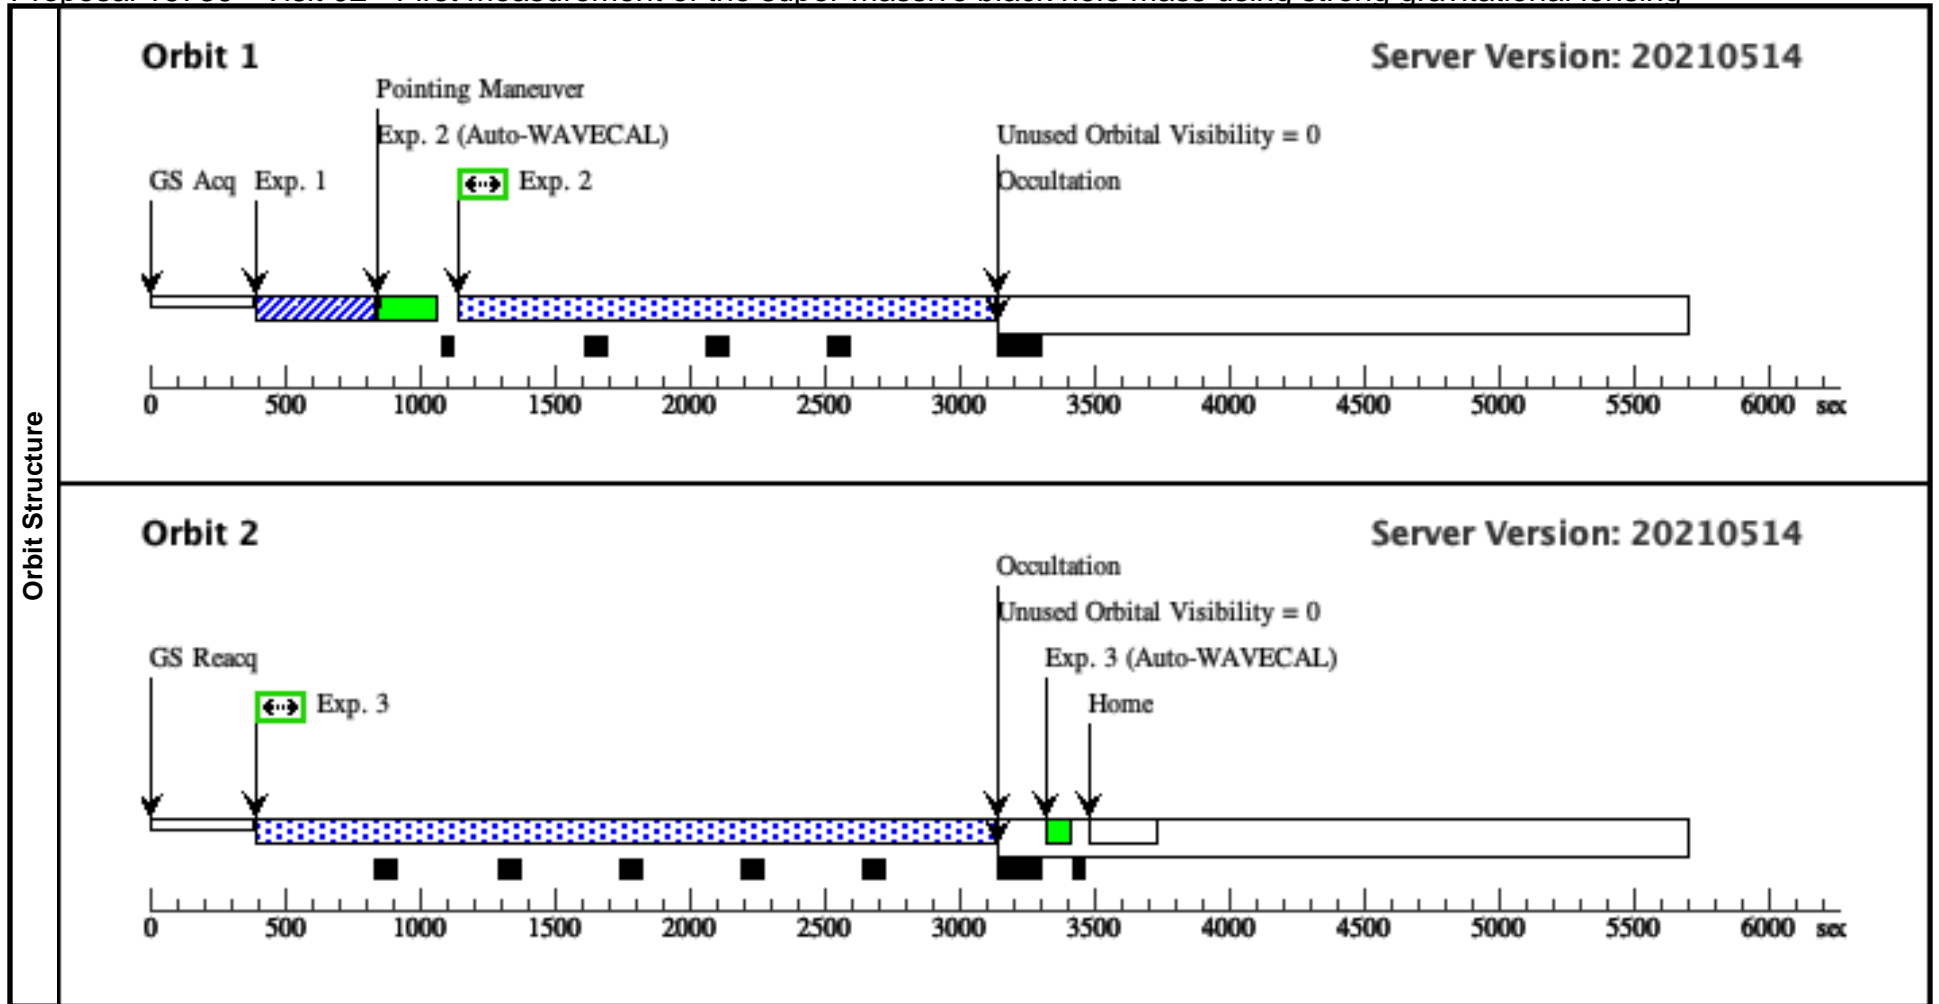 Orbit Structure
Orbit 1
Server Version: 20210514
Pointing Maneuver
Exp. 2 (Auto-WAVECAL)
Unused Orbital Visibility = 0
GS Acq
Exp. 1
Exp. 2
Occultation
0 500 1000 1500 2000 2500 3000 3500 4000 4500 5000 5500 6000 sec
Orbit 2
Server Version: 20210514
Occultation
Unused Orbital Visibility = 0
GS Reacq
Exp. 3 (Auto-WAVECAL)
Exp. 3
Home
0 500 1000 1500 2000 2500 3000 3500 4000 4500 5000 5500 6000 sec